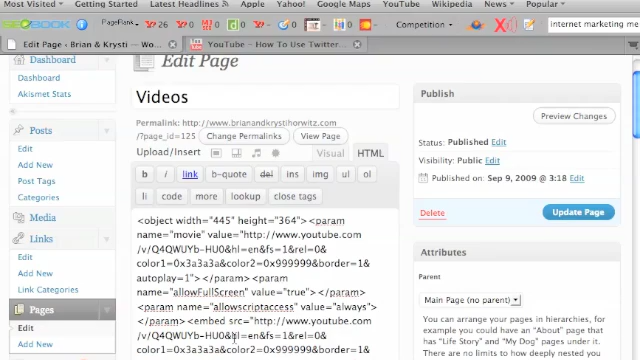 Most Visited
Getting Started
Latest Headlines
Apple
Yahoo!
Google Maps
YouTube
Wikipedia
SEOBOOK
PageRank
26
0
0
0
0
26
Competition
Internet marketing me
Edit Page ‹ Brian & Krysti — Wo...
YouTube – How To Use Twitter...
Dashboard
Dashboard
Akismet Stats
Posts
Edit
Add New
Post Tags
Categories
Media
Links
Edit
Add New
Link Categories
Pages
Edit
Add New
Edit Page
Videos
Permalink: http://www.brianandkrystihorwitz.com
/?page_id=125 Change Permalinks View Page
Upload/Insert Visual HTML
b i link b-quote del ins img ul ol
li code more lookup close tags
<object width="445" height="364"><param
name="movie" value="http://www.youtube.com
/v/Q4QWUYb-HU0&hl=en&fs=1&rel=0&
color1=0x3a3a3a&color2=0x999999&border=1&
autoplay=1"></param><param
name="allowFullScreen" value="true"></param>
<param name="allowscriptaccess" value="always">
</param><embed src="http://www.youtube.com
/v/Q4QWUYb-HU0&hl=en&fs=1&rel=0&
color1=0x3a3a3a&color2=0x999999&border=1&
Publish
Preview Changes
Status: Published Edit
Visibility: Public Edit
Published on: Sep 9, 2009 @ 3:18 Edit
Delete
Update Page
Attributes
Parent
Main Page (no parent)
You can arrange your pages in hierarchies, for
example you could have an "About" page that
has "Life Story" and "My Dog" pages under it.
There are no limits to how deeply nested you